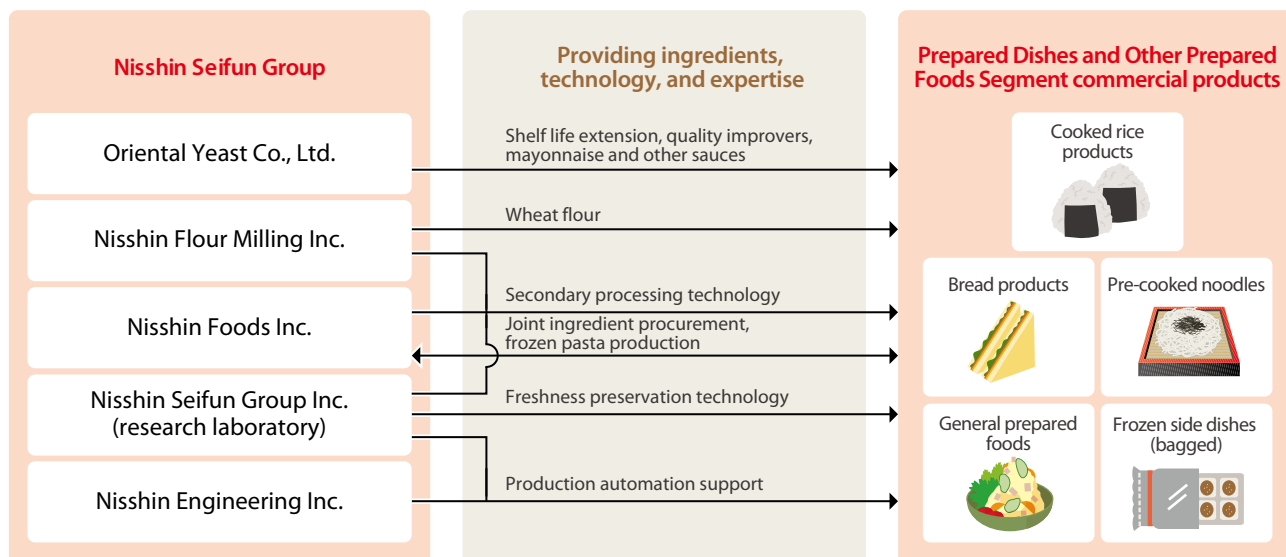 Nisshin Seifun Group
Oriental Yeast Co., Ltd.
Nisshin Flour Milling Inc.
Nisshin Foods Inc.
Nisshin Seifun Group Inc.
(research laboratory)
Nisshin Engineering Inc.
Providing ingredients,
technology, and expertise
Shelf life extension, quality improvers,
mayonnaise and other sauces
Wheat flour
Secondary processing technology
Joint ingredient procurement,
frozen pasta production
Freshness preservation technology
Production automation support
Prepared Dishes and Other Prepared
Foods Segment commercial products
Cooked rice
products
Bread products
Pre-cooked noodles
General prepared
foods
Frozen side dishes
(bagged)